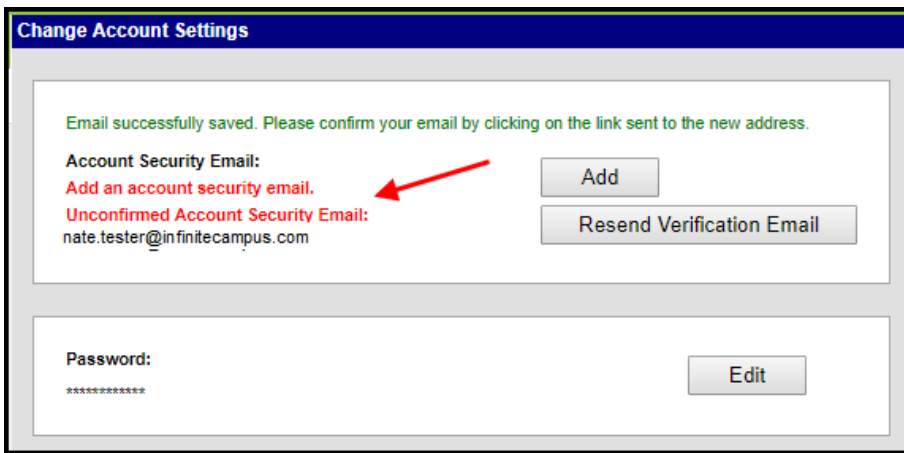 Change Account Settings
Email successfully saved. Please confirm your email by clicking on the link sent to the new address.
Account Security Email:
Add an account security email.
Add
Unconfirmed Account Security Email:
nate.tester@infinitecampus.com
Resend Verification Email
Password:
************
Edit